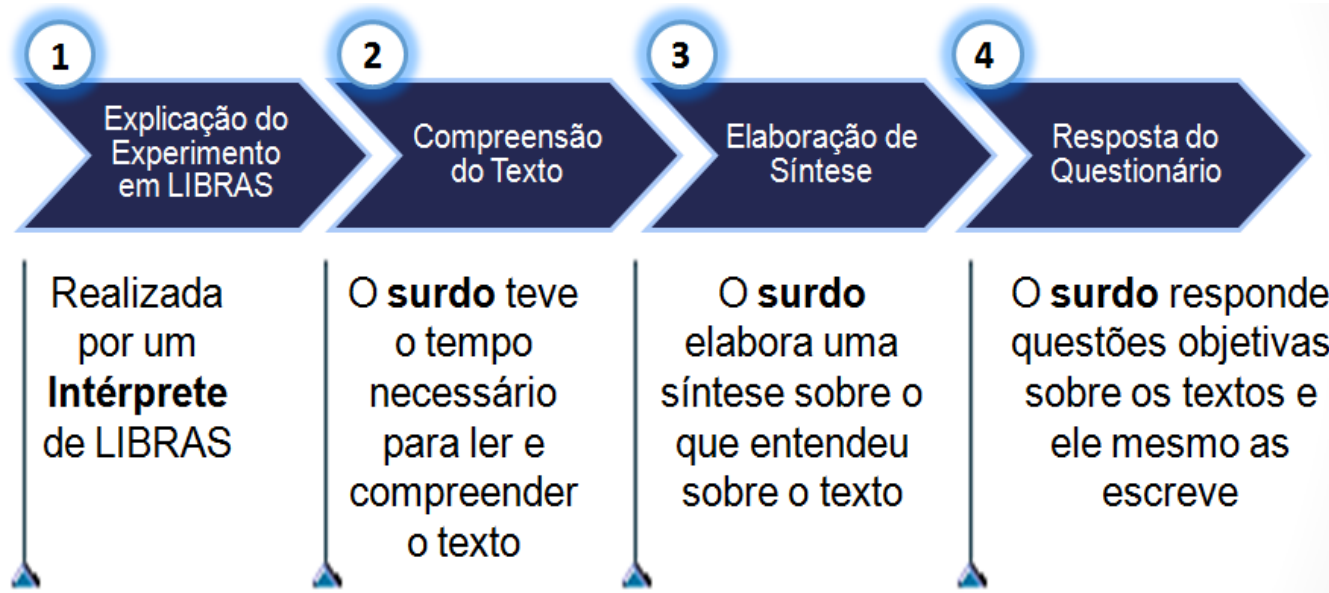 1
Explicação do
Experimento
em LIBRAS
Realizada
por um
Intérprete
de LIBRAS
2
Compreensão
do Texto
O surdo teve
o tempo
necessário
para ler e
compreender
o texto
3
Elaboração de
Síntese
O surdo
elabora uma
síntese sobre o
que entendeu
sobre o texto
4
Resposta do
Questionário
O surdo responde
questões objetivas
sobre os textos e
ele mesmo as
escreve